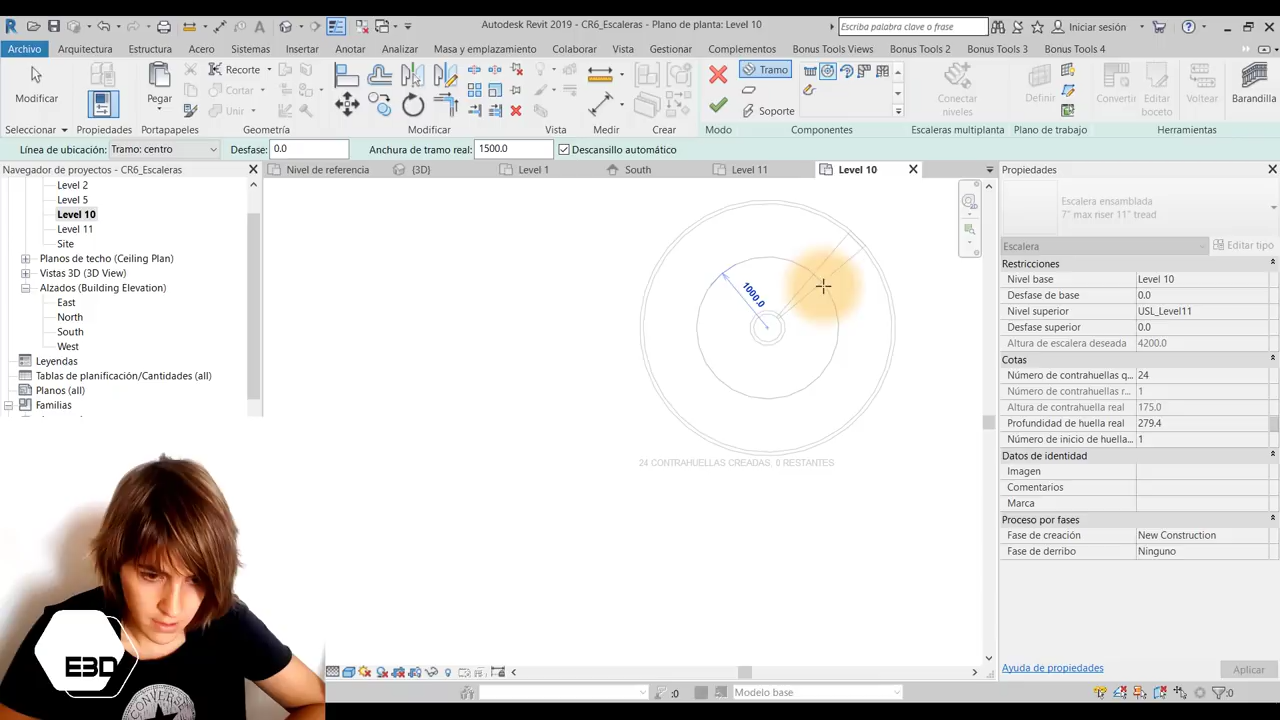 Autodesk Revit 2019 - CR6_Escaleras - Plano de planta: Level 10
Escriba palabra clave o frase
Iniciar sesión
Archivo Arquitectura Estructura Acero Sistemas Insertar Anotar Analizar Masa y emplazamiento Colaborar Vista Gestionar Complementos Bonus Tools Views Bonus Tools 2 Bonus Tools 3 Bonus Tools 4
Modificar
Pegar
Recorte
Cortar
Unir
Tramo
Soporte
Conectar
niveles
Definir
Convertir
Editar
boceto
Voltear
Barandilla
Seleccionar Propiedades Portapapeles Geometría Modificar Vista Medir Crear Modo Componentes Escaleras multiplanta Plano de trabajo Herramientas
Línea de ubicación: Tramo: centro Desfase: 0.0 Anchura de tramo real: 1500.0 Descansillo automático
Navegador de proyectos - CR6_Escaleras
Nivel de referencia {3D} Level 1 South Level 11 Level 10
Level 2
Level 5
Level 10
Level 11
Site
Planos de techo (Ceiling Plan)
Vistas 3D (3D View)
Alzados (Building Elevation)
East
North
South
West
Leyendas
Tablas de planificación/Cantidades (all)
Planos (all)
Familias
1000.0
24 CONTRAHUELLAS CREADAS, 0 RESTANTES
Propiedades
Escalera ensamblada
7" max riser 11" tread
Escalera Editar tipo
Restricciones
Nivel base Level 10
Desfase de base 0.0
Nivel superior USL_Level11
Desfase superior 0.0
Altura de escalera deseada 4200.0
Cotas
Número de contrahuellas q... 24
Número de contrahuellas r... 1
Altura de contrahuella real 175.0
Profundidad de huella real 279.4
Número de inicio de huella... 1
Datos de identidad
Imagen
Comentarios
Marca
Proceso por fases
Fase de creación New Construction
Fase de derribo Ninguno
Ayuda de propiedades Aplicar
:0 Modelo base :0
E3D
CONVERSE